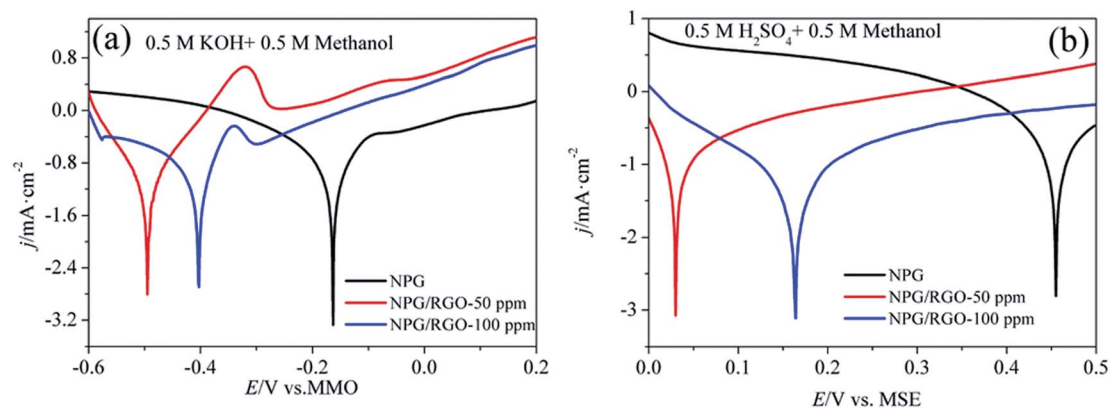 (a)
0.5 M KOH+ 0.5 Methanol
0.8
0.0
-0.8
-1.6
-2.4
-3.2
j/mA·cm⁻²
NPG
NPG/RGO-50 ppm
NPG/RGO-100 ppm
-0.6
-0.4
-0.2
0.0
0.2
E/V vs.MMO
(b)
0.5 M H₂SO₄+ 0.5 M Methanol
1
0
-1
-2
-3
j/mA·cm⁻²
NPG
NPG/RGO-50 ppm
NPG/RGO-100 ppm
0.0
0.1
0.2
0.3
0.4
0.5
E/V vs. MSE